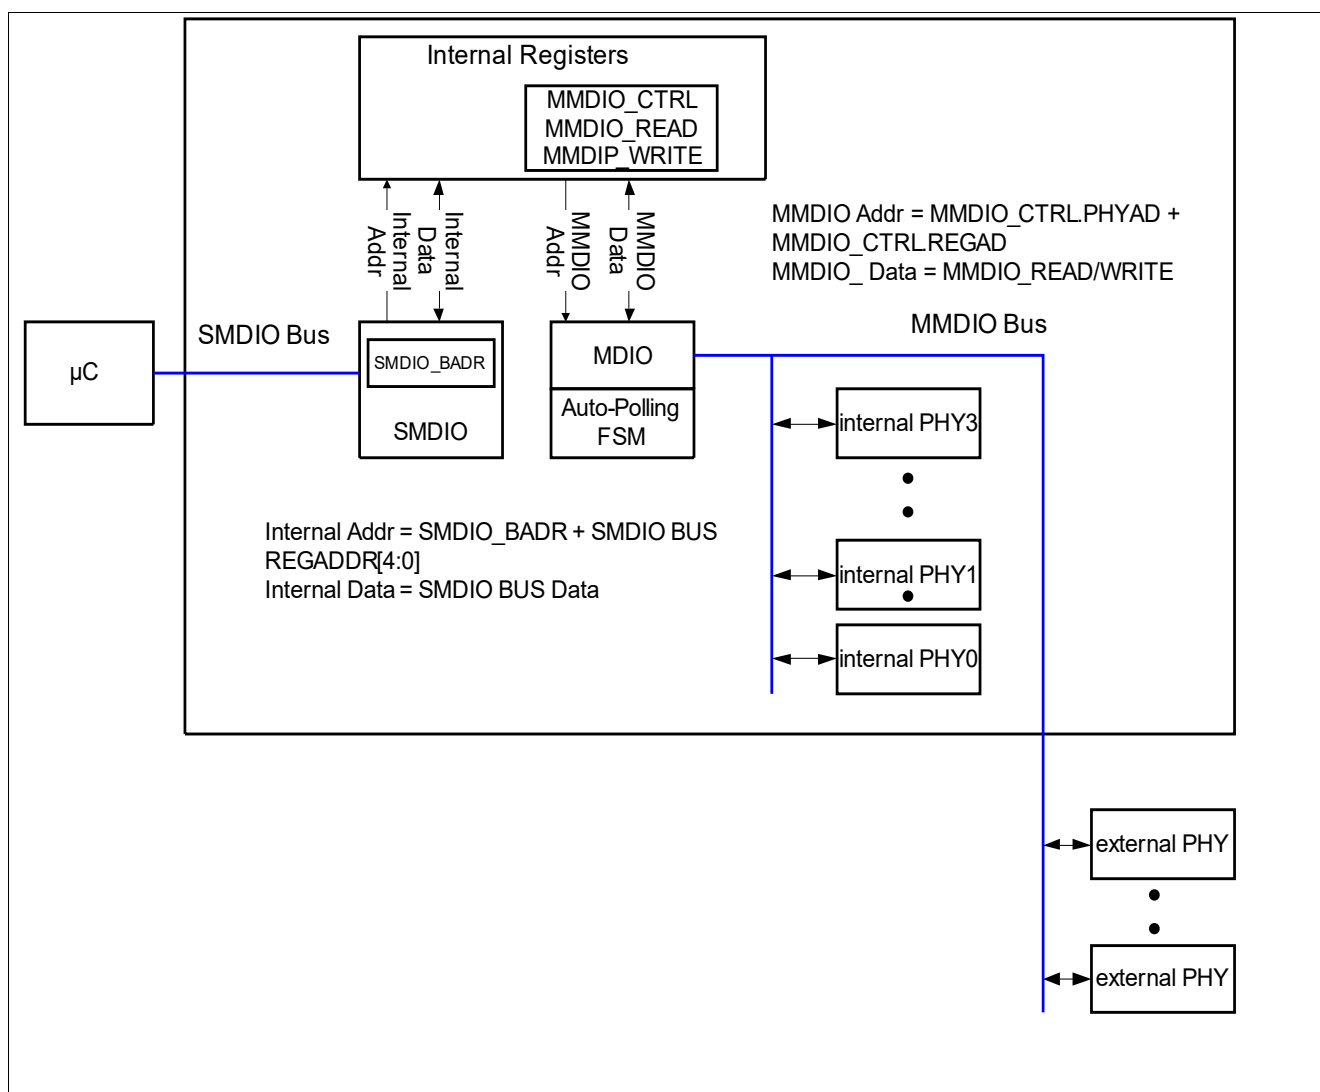 Internal Registers
MMDIO_CTRL
MMDIO_READ
MMDIP_WRITE
Internal
Addr
Internal
Data
MMDIO
Addr
MMDIO
Data
MMDIO Addr = MMDIO_CTRL.PHYAD +
MMDIO_CTRL.REGAD
MMDIO_ Data = MMDIO_READ/WRITE
µC
SMDIO Bus
SMDIO_BADR
SMDIO
MDIO
Auto-Polling
FSM
MMDIO Bus
internal PHY3
internal PHY1
internal PHY0
Internal Addr = SMDIO_BADR + SMDIO BUS
REGADDR[4:0]
Internal Data = SMDIO BUS Data
external PHY
external PHY